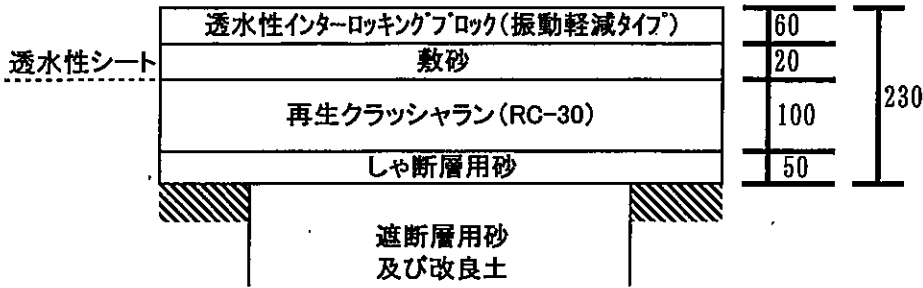 透水性インターロッキングブロック(振動軽減タイプ)
60
透水性シート
敷砂
20
再生クラッシャラン(RC-30)
100
230
しゃ断層用砂
50
遮断層用砂
及び改良土